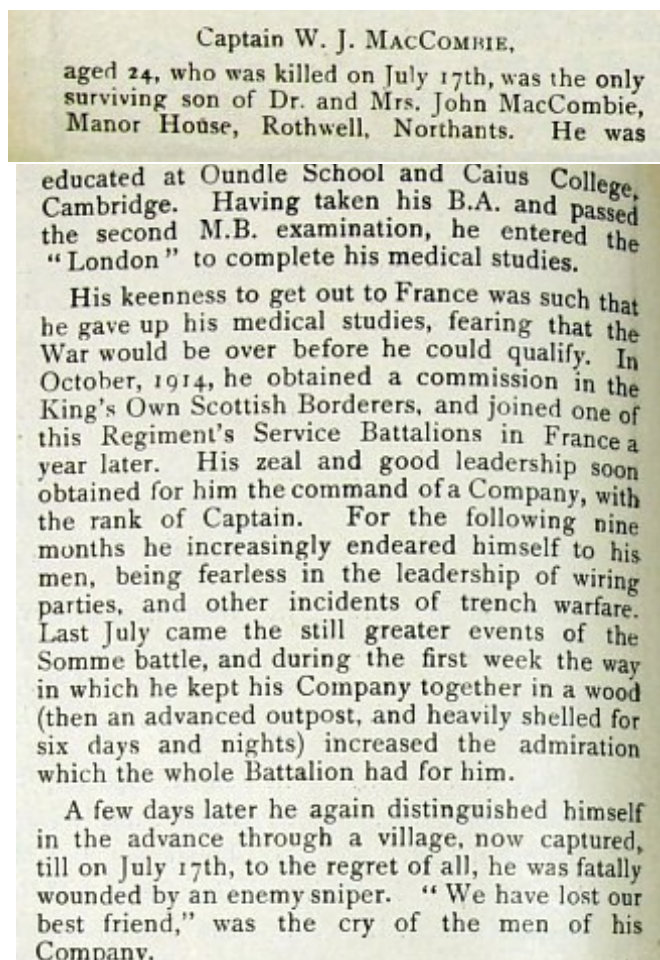 Captain W. J. MACCOMBIE,
aged 24, who was killed on July 17th, was the only
surviving son of Dr. and Mrs. John MacCombie,
Manor House, Rothwell, Northants. He was
educated at Oundle School and Caius College,
Cambridge. Having taken his B.A. and passed
the second M.B. examination, he entered the
“London” to complete his medical studies.
His keenness to get out to France was such that
he gave up his medical studies, fearing that the
War would be over before he could qualify. In
October, 1914, he obtained a commission in the
King's Own Scottish Borderers, and joined one of
this Regiment's Service Battalions in France a
year later. His zeal and good leadership soon
obtained for him the command of a Company, with
the rank of Captain. For the following nine
months he increasingly endeared himself to his
men, being fearless in the leadership of wiring
parties, and other incidents of trench warfare.
Last July came the still greater events of the
Somme battle, and during the first week the way
in which he kept his Company together in a wood
(then an advanced outpost, and heavily shelled for
six days and nights) increased the admiration
which the whole Battalion had for him.
A few days later he again distinguished himself
in the advance through a village, now captured,
till on July 17th, to the regret of all, he was fatally
wounded by an enemy sniper. “We have lost our
best friend,” was the cry of the men of his
Company.